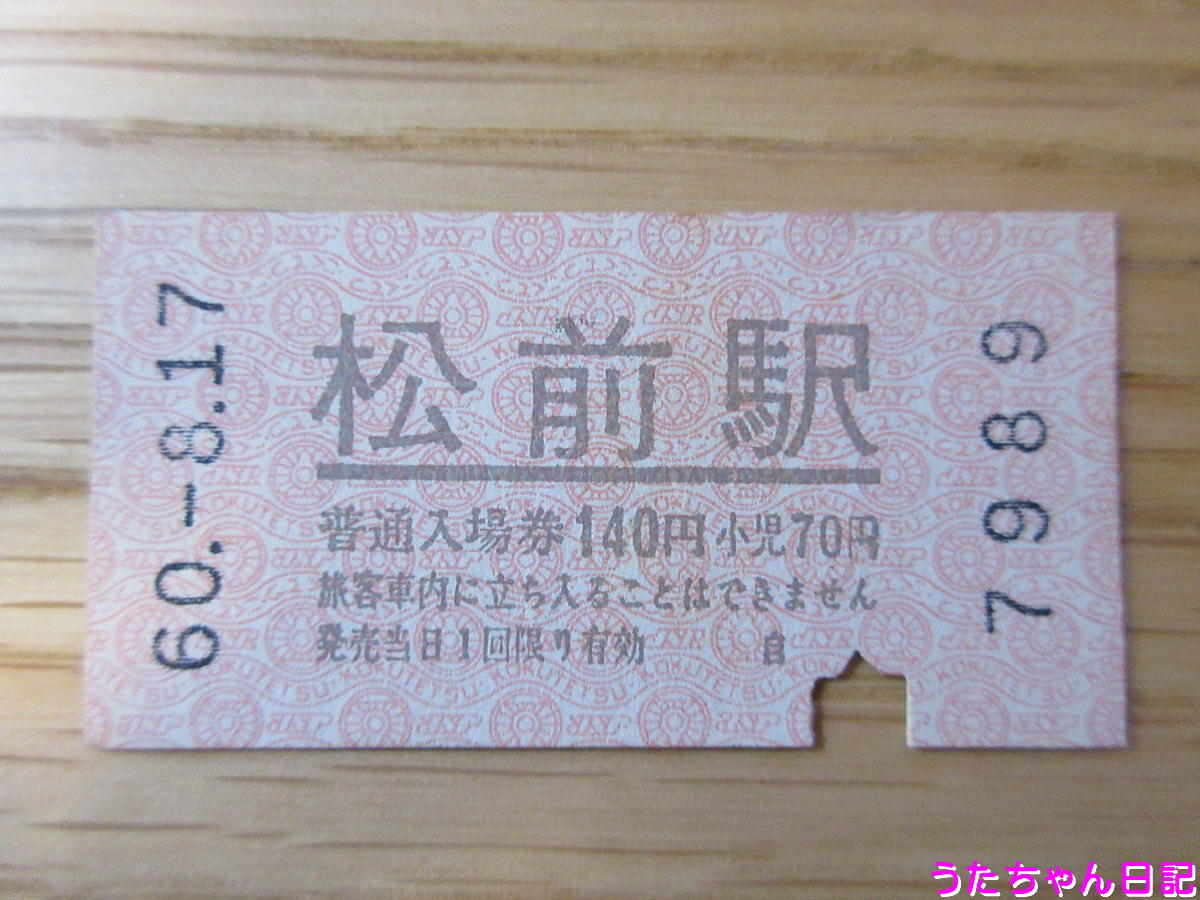 60.-8.17
松前駅
普通入場券140円 小児70円
旅客車内に立ち入ることはできません
発売当日1回限り有効 自
7989
うたちゃん日記